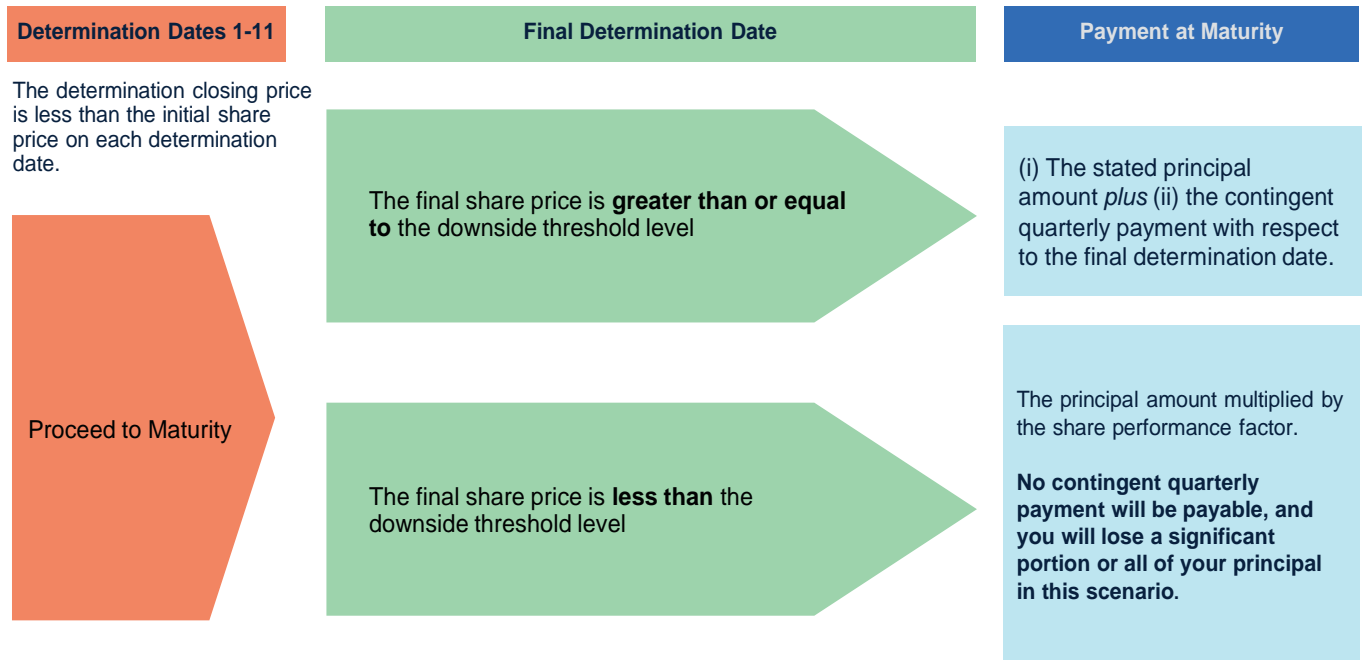 Determination Dates 1-11
Final Determination Date
Payment at Maturity
The determination closing price
is less than the initial share
price on each determination
date.
Proceed to Maturity
The final share price is greater than or equal
to the downside threshold level
(i) The stated principal
amount plus (ii) the contingent
quarterly payment with respect
to the final determination date.
The final share price is less than the
downside threshold level
The principal amount multiplied by
the share performance factor.
No contingent quarterly
payment will be payable, and
you will lose a significant
portion or all of your principal
in this scenario.